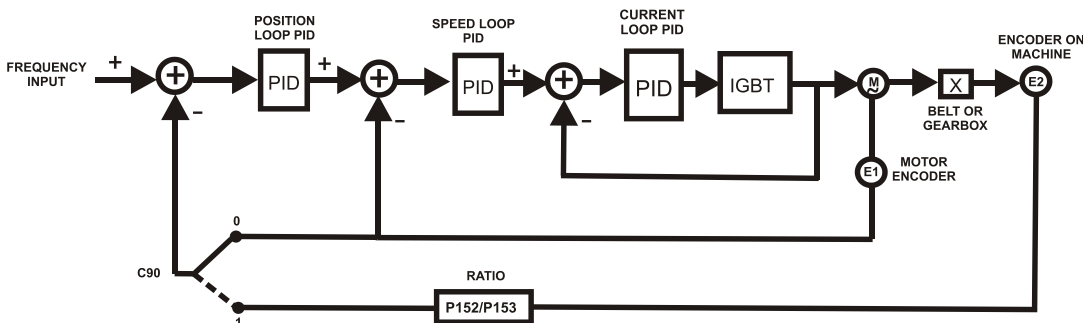 POSITION
LOOP PID
SPEED LOOP
PID
CURRENT
LOOP PID
ENCODER ON
MACHINE
FREQUENCY
INPUT
+
+
-
PID
+
+
-
PID
+
+
-
PID
IGBT
M
~
X
E2
BELT OR
GEARBOX
E1
MOTOR
ENCODER
0
C90
1
RATIO
P152/P153